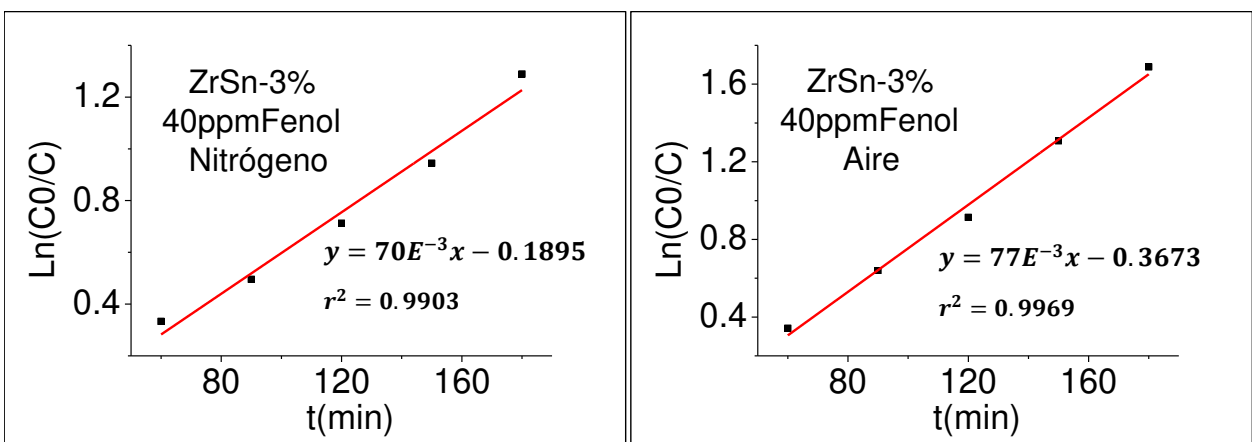 ZrSn-3%
40ppmFenol
Nitrógeno
Ln(C0/C)
1.2
0.8
0.4
y = 70E⁻³x − 0.1895
r² = 0.9903
80 120 160
t(min)
ZrSn-3%
40ppmFenol
Aire
Ln(C0/C)
1.6
1.2
0.8
0.4
y = 77E⁻³x − 0.3673
r² = 0.9969
80 120 160
t(min)